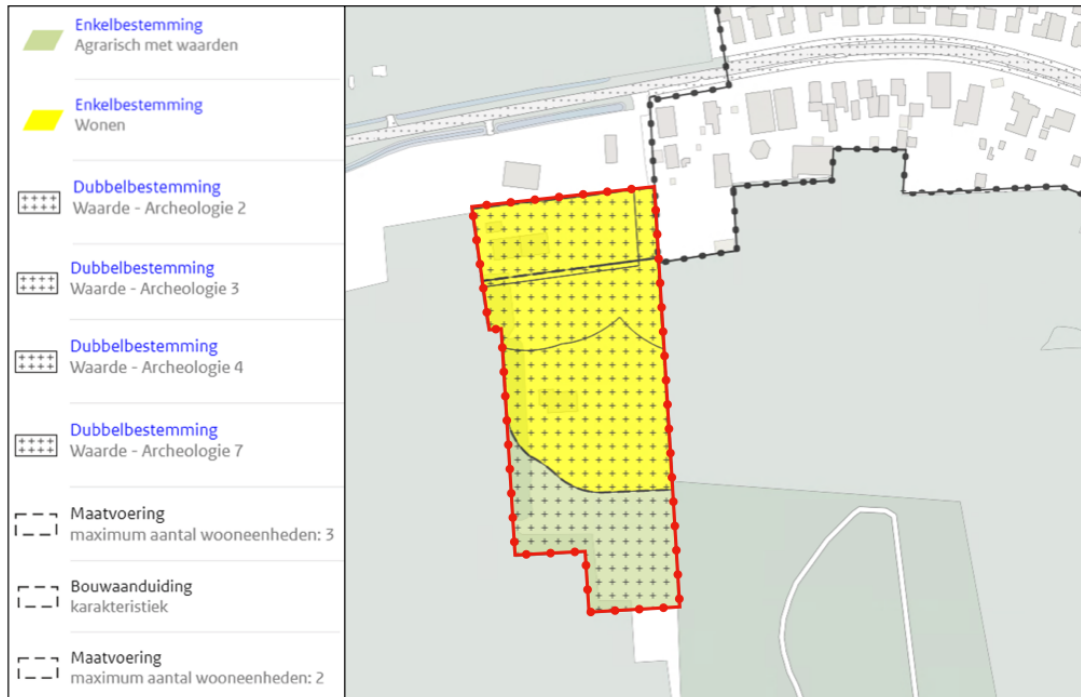 Enkelbestemming
Agrarisch met waarden
Enkelbestemming
Wonen
Dubbelbestemming
Waarde - Archeologie 2
Dubbelbestemming
Waarde - Archeologie 3
Dubbelbestemming
Waarde - Archeologie 4
Dubbelbestemming
Waarde - Archeologie 7
Maatvoering
maximum aantal wooneenheden: 3
Bouwaanduiding
karakteristiek
Maatvoering
maximum aantal wooneenheden: 2